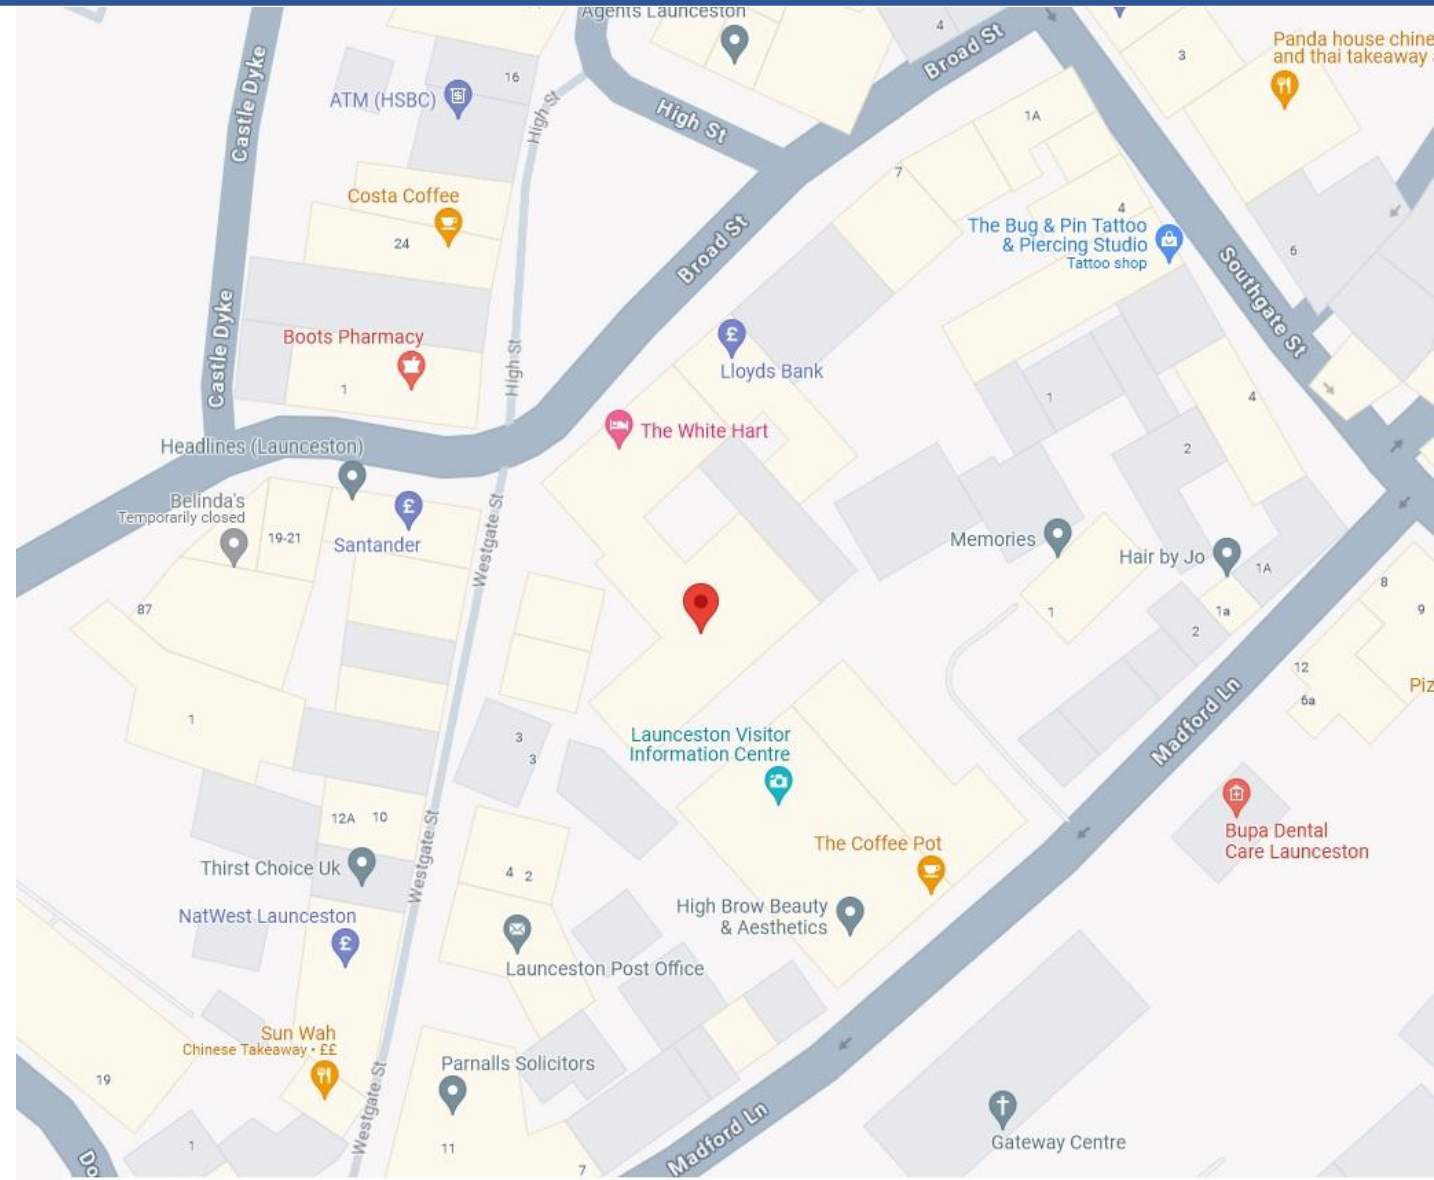 Agents Launceston
4
Broad St
3
Panda house chine
and thai takeaway
Castle Dyke
16
ATM (HSBC)
High St
High St
1A
7
Costa Coffee
24
4
The Bug & Pin Tattoo
& Piercing Studio
Tattoo shop
6
Broad St
Southgate St
Castle Dyke
Boots Pharmacy
1
High St
Lloyds Bank
1
4
The White Hart
Headlines (Launceston)
2
Belinda's
Temporarily closed
19-21
Santander
Westgate St
Memories
Hair by Jo
1A
8
87
1
1a
9
2
12
6a
Piz
1
3
3
Launceston Visitor
Information Centre
Madford Ln
12A
10
Westgate St
The Coffee Pot
Bupa Dental
Care Launceston
Thirst Choice Uk
4
2
NatWest Launceston
High Brow Beauty
& Aesthetics
Launceston Post Office
Sun Wah
Chinese Takeaway • ££
Parnalls Solicitors
19
Westgate St
1
11
7
Madford Ln
Gateway Centre
Do